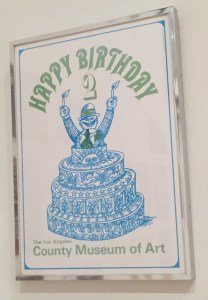 HAPPY BIRTHDAY
2
The Los Angeles
County Museum of Art